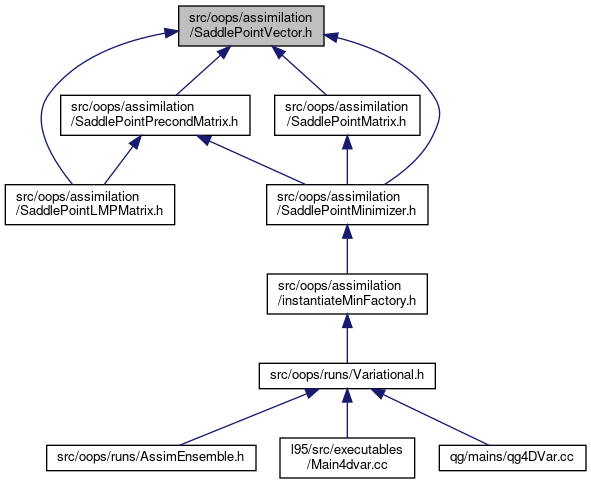 src/oops/assimilation
/SaddlePointVector.h
src/oops/assimilation
/SaddlePointPrecondMatrix.h
src/oops/assimilation
/SaddlePointMatrix.h
src/oops/assimilation
/SaddlePointLMPMatrix.h
src/oops/assimilation
/SaddlePointMinimizer.h
src/oops/assimilation
/instantiateMinFactory.h
src/oops/runs/Variational.h
src/oops/runs/AssimEnsemble.h
l95/src/executables
/Main4dvar.cc
qg/mains/qg4DVar.cc